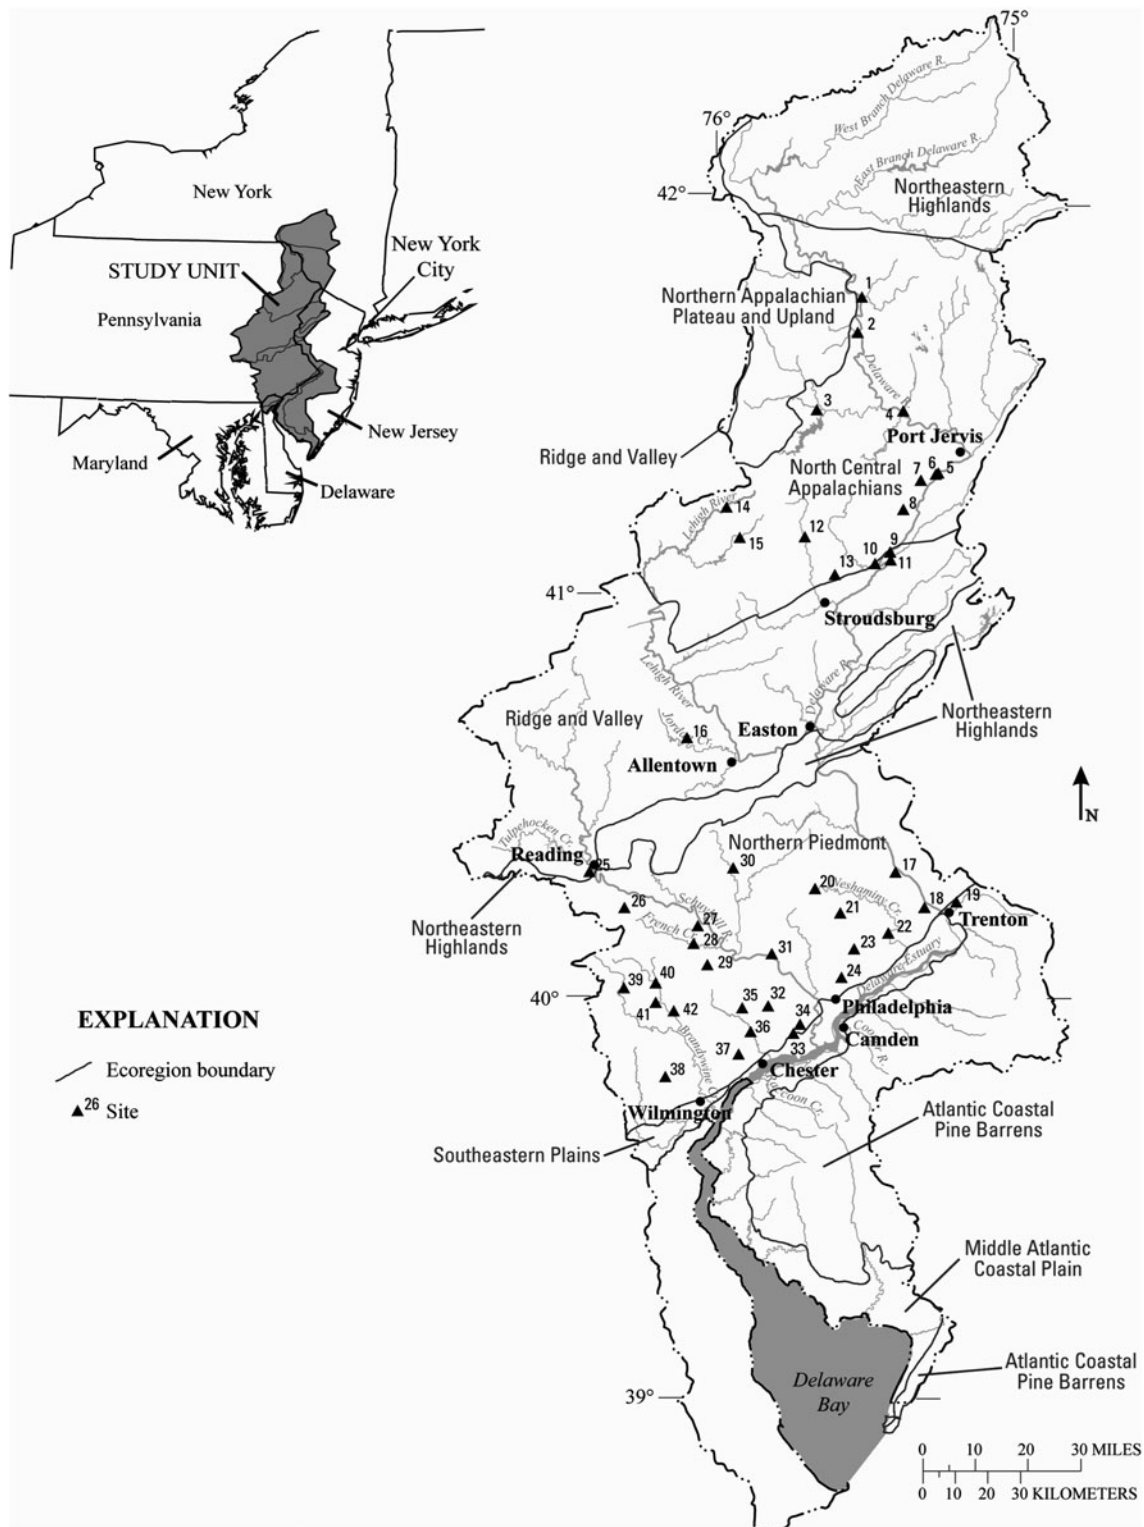 New York
STUDY UNIT
Pennsylvania
New York
City
New Jersey
Maryland
Delaware
75°
76°
42°
West Branch Delaware R.
East Branch Delaware R.
Northeastern
Highlands
Northern Appalachian
Plateau and Upland
1
2
Delaware R.
3
4
Port Jervis
Ridge and Valley
North Central
Appalachians
7
6
5
8
Lehigh River
14
15
12
9
10
11
13
41°
Stroudsburg
Lehigh River
Delaware R.
Ridge and Valley
Jordan Cr.
16
Easton
Northeastern
Highlands
Allentown
N
Tulpehocken Cr.
Reading
25
Northern Piedmont
30
17
20
Neshaminy Cr.
18
19
Trenton
26
Northeastern
Highlands
Schuylkill R.
27
French Cr.
28
21
22
23
29
31
24
Delaware Estuary
39
40
40°
41
42
35
32
34
Philadelphia
Camden
Cooper R.
36
33
37
38
Brandywine Cr.
Chester
Raccoon Cr.
Wilmington
EXPLANATION
Ecoregion boundary
26 Site
Southeastern Plains
Atlantic Coastal
Pine Barrens
Middle Atlantic
Coastal Plain
Atlantic Coastal
Pine Barrens
39°
Delaware
Bay
0 10 20 30 MILES
0 10 20 30 KILOMETERS